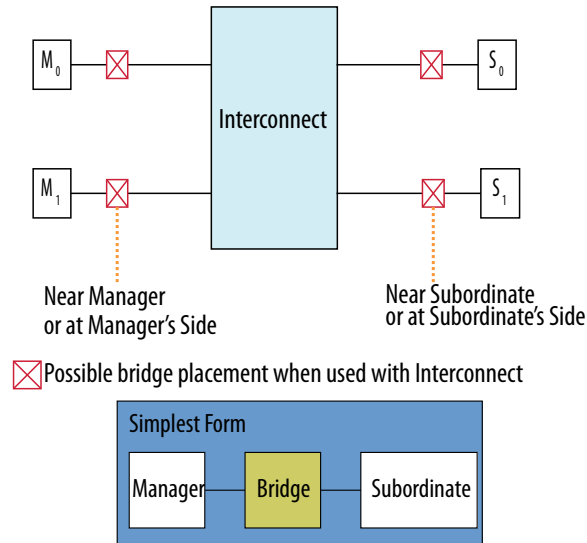 M0
S0
Interconnect
M1
S1
Near Manager
or at Manager's Side
Near Subordinate
or at Subordinate's Side
Possible bridge placement when used with Interconnect
Simplest Form
Manager
Bridge
Subordinate